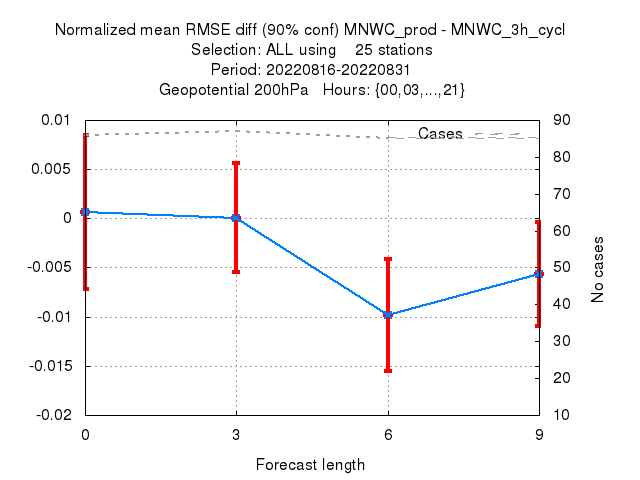 Normalized mean RMSE diff (90% conf) MNWC_prod - MNWC_3h_cycl
Selection: ALL using 25 stations
Period: 20220816-20220831
Geopotential 200hPa Hours: {00,03,...,21}
0.01
0.005
0
-0.005
-0.01
-0.015
-0.02
Cases
90
80
70
60
50
40
30
20
10
No cases
0 3 6 9
Forecast length